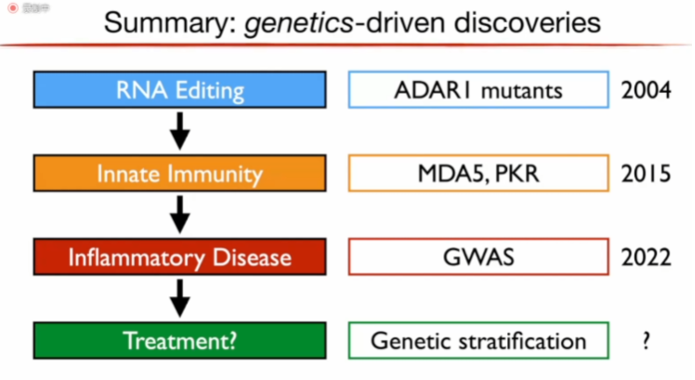 Summary: genetics-driven discoveries
RNA Editing ADAR1 mutants 2004
Innate Immunity MDA5, PKR 2015
Inflammatory Disease GWAS 2022
Treatment? Genetic stratification ?